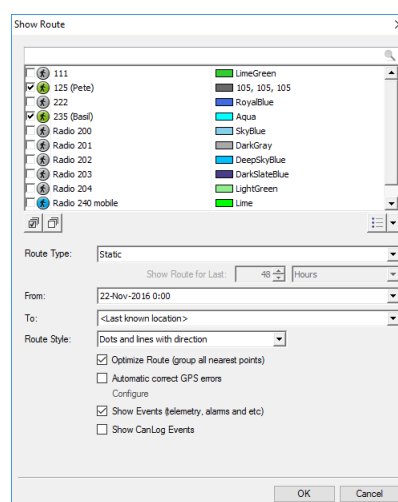 Show Route
111 LimeGreen
125 (Pete) 105, 105, 105
222 RoyalBlue
235 (Basil) Aqua
Radio 200 SkyBlue
Radio 201 DarkGray
Radio 202 DeepSkyBlue
Radio 203 DarkSlateBlue
Radio 204 LightGreen
Radio 240 mobile Lime
Route Type: Static
Show Route for Last: 48 Hours
From: 22-Nov-2016 0:00
To: <Last known location>
Route Style: Dots and lines with direction
Optimize Route (group all nearest points)
Automatic correct GPS errors
Configure
Show Events (telemetry, alarms and etc)
Show CanLog Events
OK Cancel